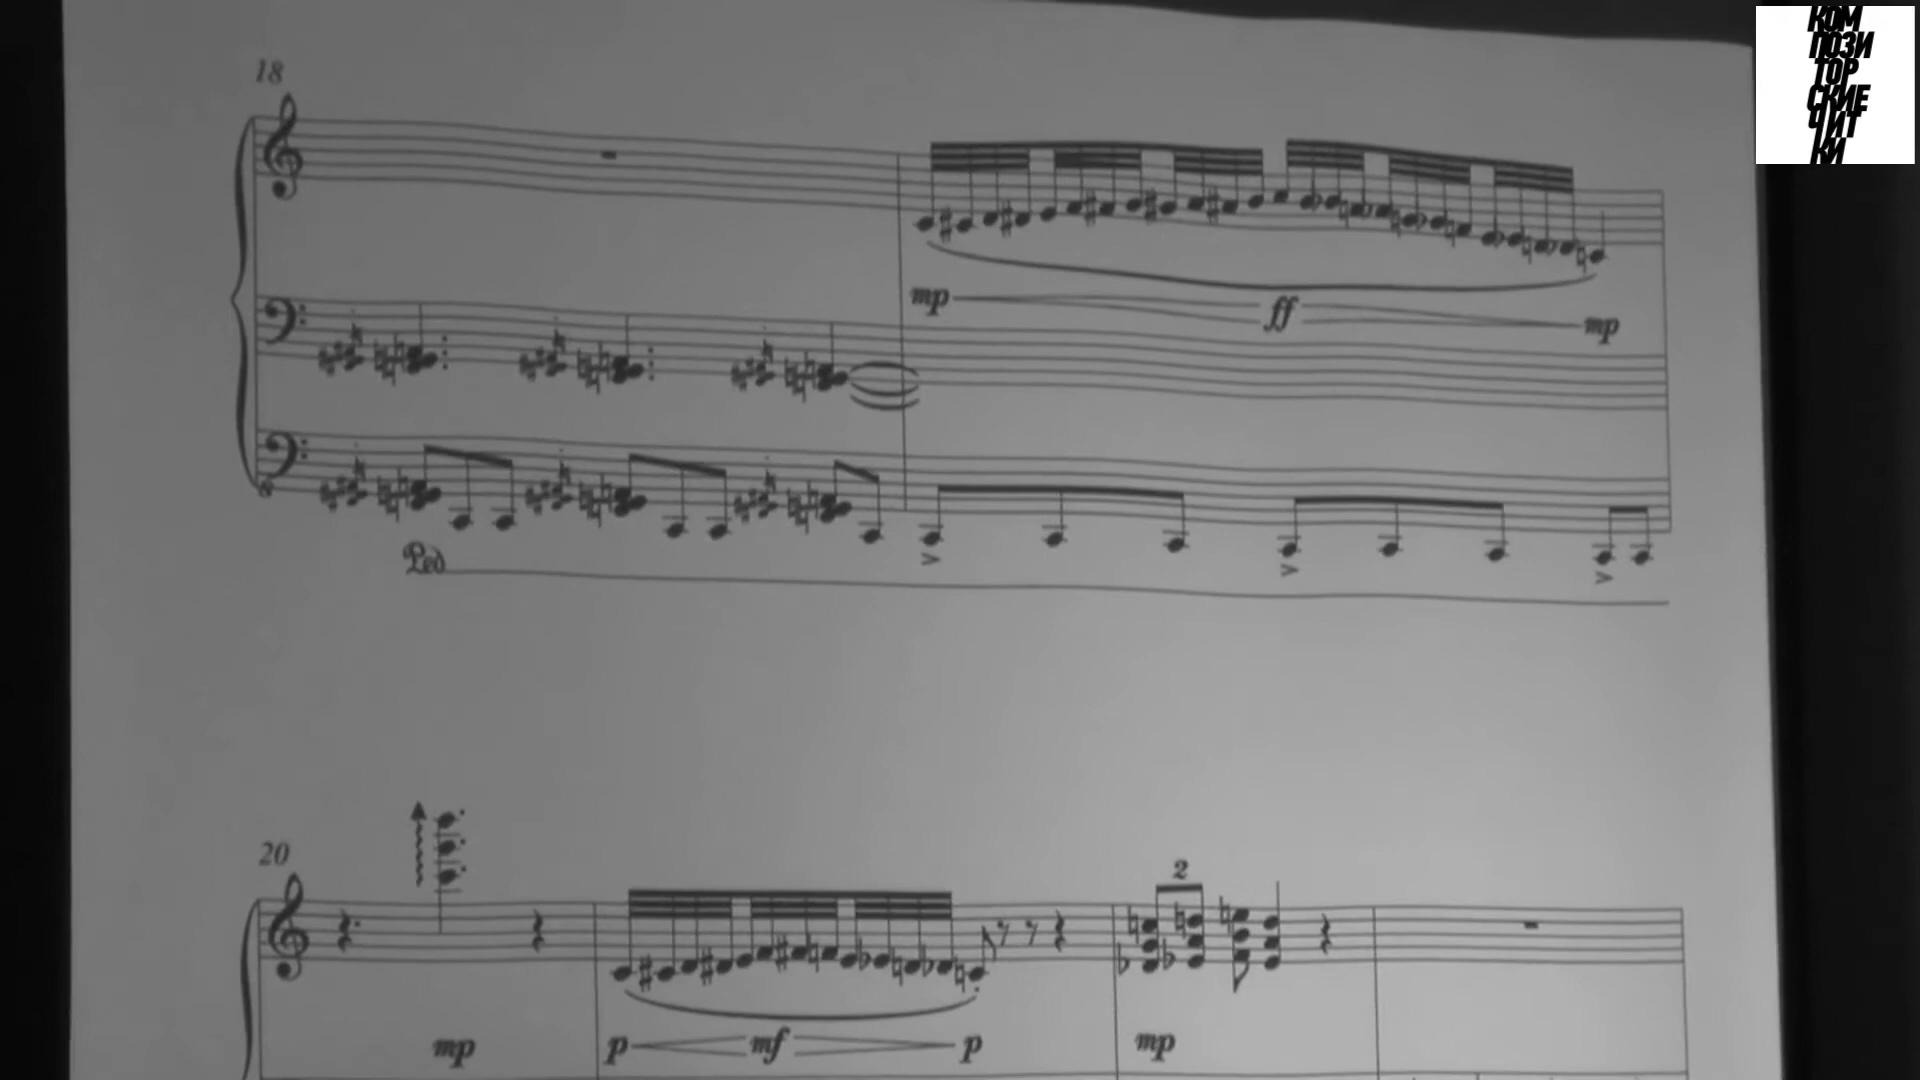 КОМ
ПОЗИ
ТОР
СКИЕ
ЧИТ
КИ
18
mp ff mp
Ped
20
2
mp p mf p mp